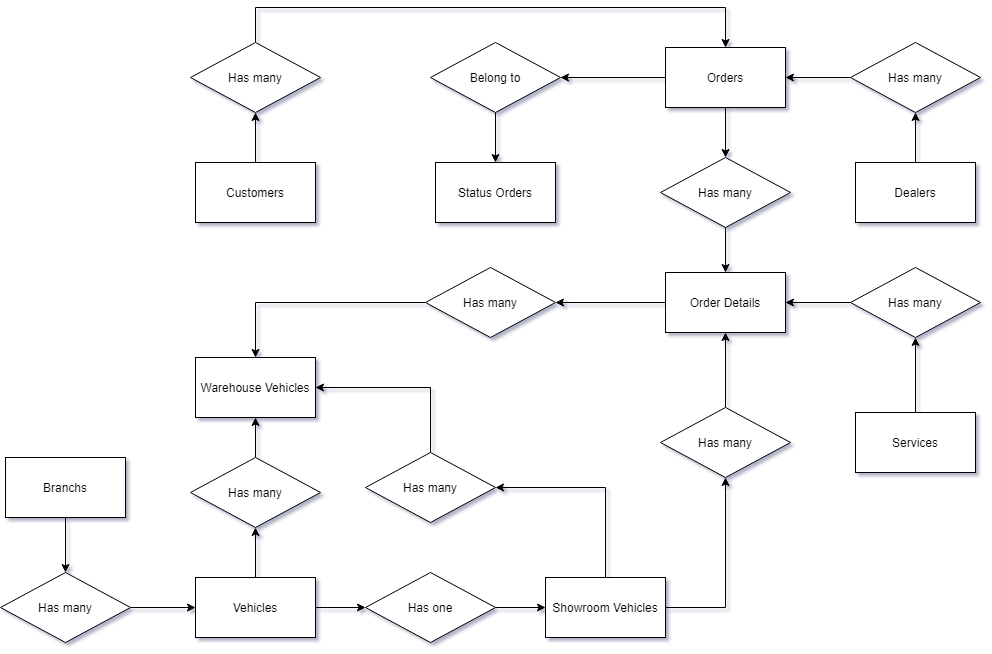 Has many
Belong to
Orders
Has many
Customers
Status Orders
Has many
Dealers
Has many
Order Details
Has many
Warehouse Vehicles
Has many
Services
Branchs
Has many
Has many
Has many
Vehicles
Has one
Showroom Vehicles